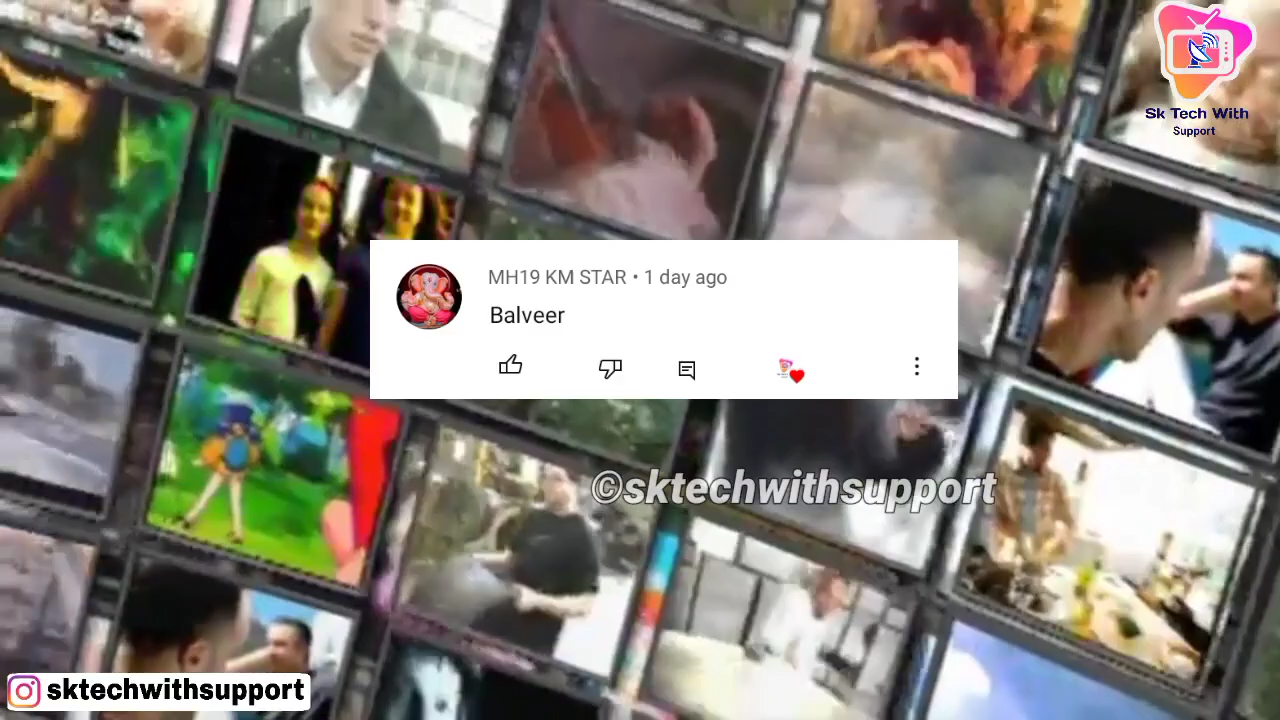 Sk Tech With
Support
MH19 KM STAR • 1 day ago
Balveer
©sktechwithsupport
sktechwithsupport